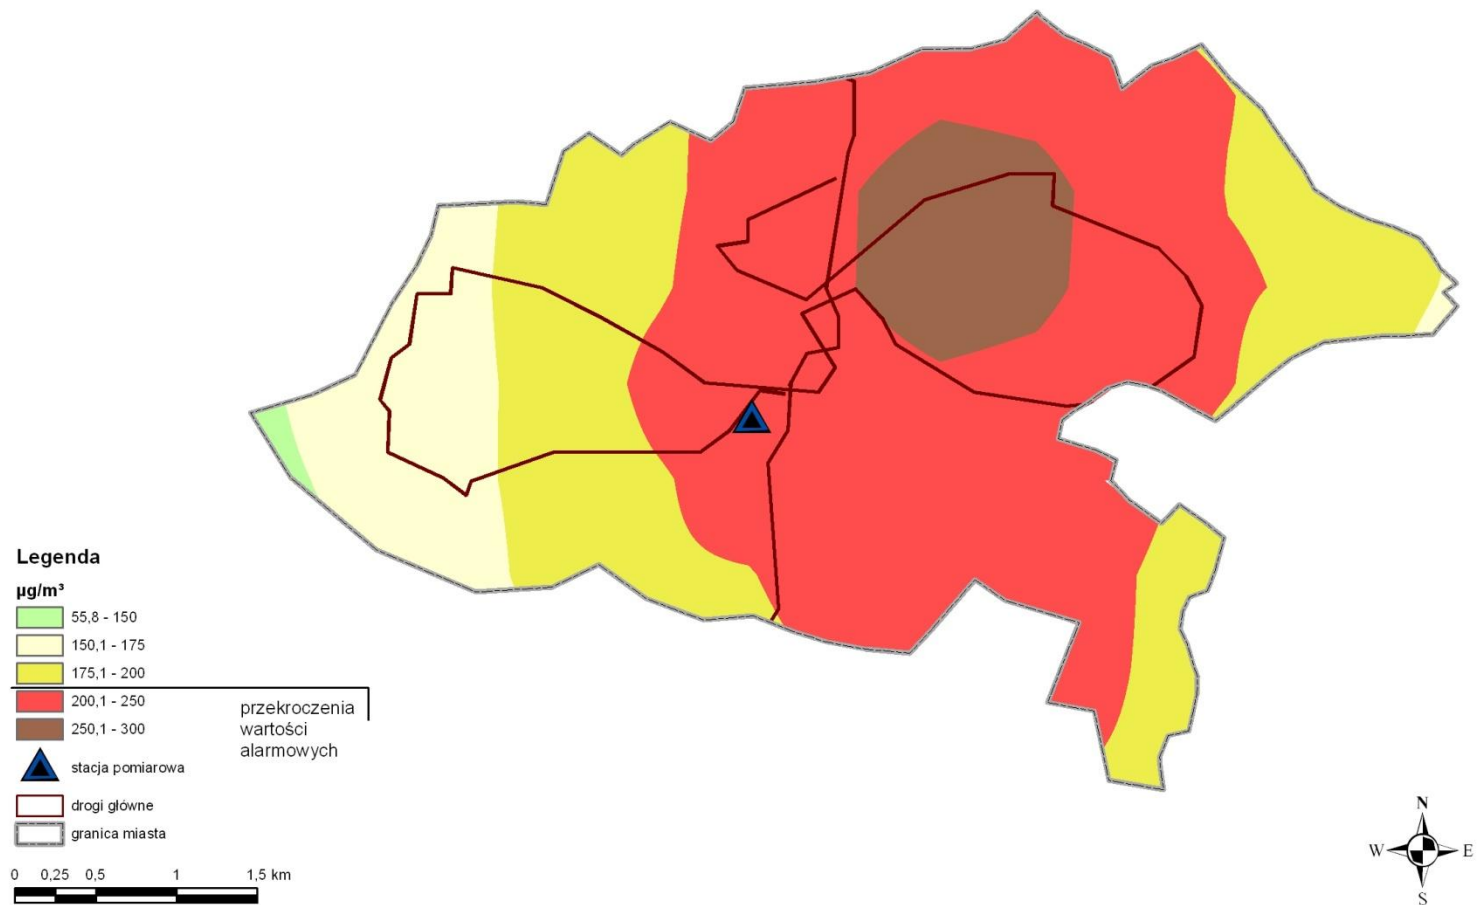 Legenda
µg/m³
55,8 - 150
150,1 - 175
175,1 - 200
200,1 - 250
250,1 - 300
przekroczenia
wartości
alarmowych
stacja pomiarowa
drogi główne
granica miasta
0 0,25 0,5 1 1,5 km
N
W E
S